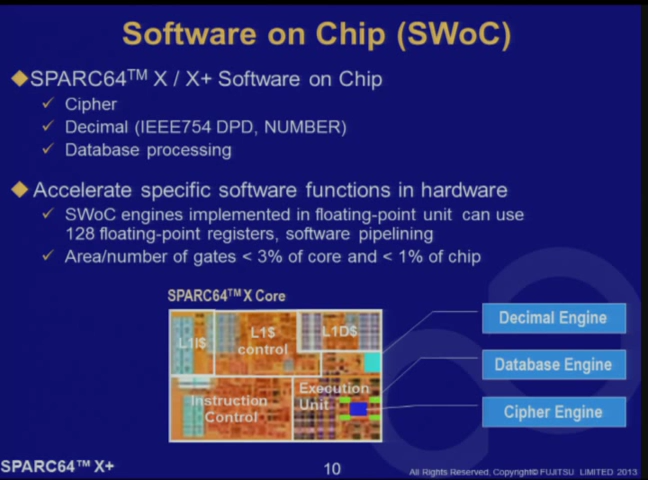 Software on Chip (SWoC)
◆SPARC64™ X / X+ Software on Chip
✓ Cipher
✓ Decimal (IEEE754 DPD, NUMBER)
✓ Database processing
◆ Accelerate specific software functions in hardware
✓ SWoC engines implemented in floating-point unit can use
128 floating-point registers, software pipelining
✓ Area/number of gates < 3% of core and < 1% of chip
SPARC64™ X Core
L1I$
L1$
control
L1D$
Instruction
Control
Execution
Unit
Decimal Engine
Database Engine
Cipher Engine
SPARC64™ X+
10
All Rights Reserved, Copyright© FUJITSU LIMITED 2013